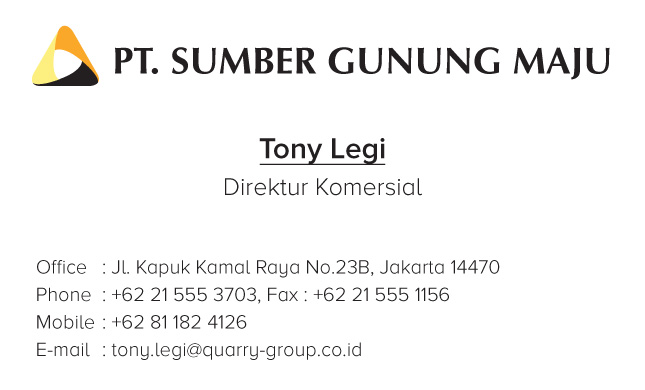 PT. SUMBER GUNUNG MAJU
Tony Legi
Direktur Komersial
Office : Jl. Kapuk Kamal Raya No.23B, Jakarta 14470
Phone : +62 21 555 3703, Fax : +62 21 555 1156
Mobile : +62 81 182 4126
E-mail : tony.legi@quarry-group.co.id